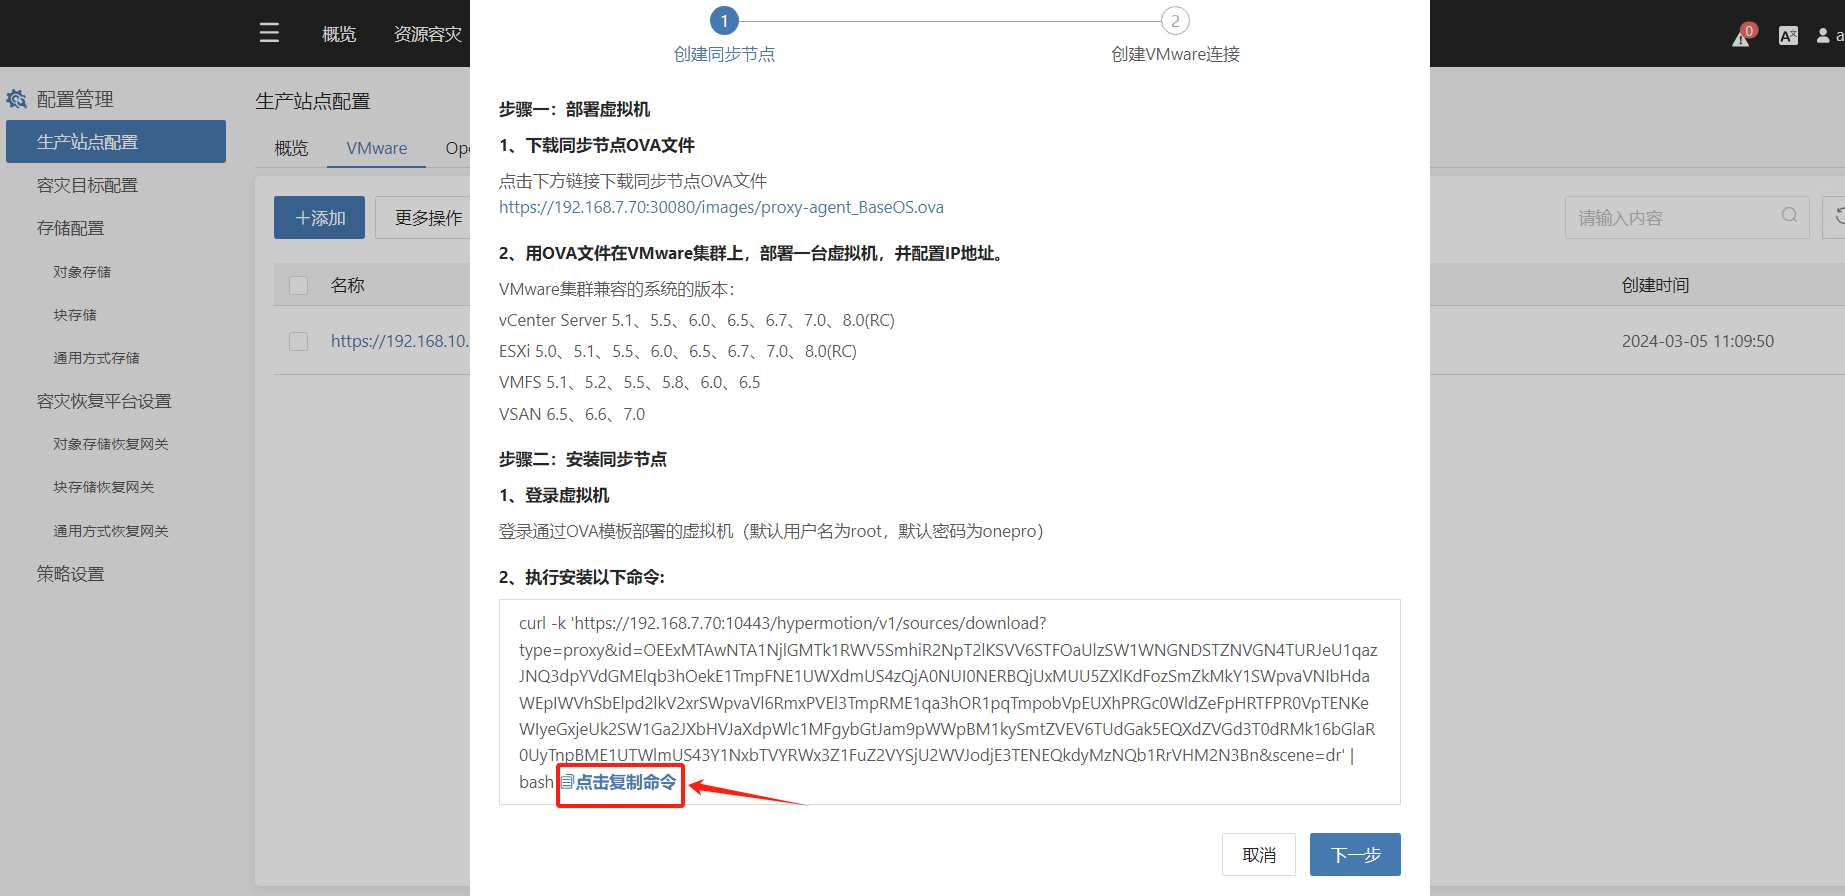 概览
资源容灾
0
a
配置管理
生产站点配置
容灾目标配置
存储配置
对象存储
块存储
通用方式存储
容灾恢复平台设置
对象存储恢复网关
块存储恢复网关
通用方式恢复网关
策略设置
生产站点配置
概览
VMware
Op
+添加
更多操作
请输入内容
名称
创建时间
https://192.168.10.
2024-03-05 11:09:50
1
2
创建同步节点
创建VMware连接
步骤一：部署虚拟机
1、下载同步节点OVA文件
点击下方链接下载同步节点OVA文件
https://192.168.7.70:30080/images/proxy-agent_BaseOS.ova
2、用OVA文件在VMware集群上，部署一台虚拟机，并配置IP地址。
VMware集群兼容的系统的版本：
vCenter Server 5.1、5.5、6.0、6.5、6.7、7.0、8.0(RC)
ESXi 5.0、5.1、5.5、6.0、6.5、6.7、7.0、8.0(RC)
VMFS 5.1、5.2、5.5、5.8、6.0、6.5
VSAN 6.5、6.6、7.0
步骤二：安装同步节点
1、登录虚拟机
登录通过OVA模板部署的虚拟机（默认用户名为root，默认密码为onepro）
2、执行安装以下命令:
curl -k 'https://192.168.7.70:10443/hypermotion/v1/sources/download?
type=proxy&id=OEExMTAwNTA1NjlGMTk1RWV5SmhiR2NpT2lKSVV6STFOaUlzSW1WNGNDSTZNVGN4TURJeU1qaz
JNQ3dpYVdGMElqb3hOekE1TmpFNE1UWXdmUS4zQjA0NUI0NERBQjUxMUU5ZXlKdFozSmZkMkY1SWpvaVNIbHda
WEpIWVhSbElpd2lkV2xrSWpvaVl6RmxPVEl3TmpRME1qa3hOR1pqTmpobVpEUXhPRGc0WldZeFpHRTFPR0VpTENKe
WIyeGxjeUk2SW1Ga2JXbHVJaXdpWlc1MFgybGtJam9pWWpBM1kySmtZVEV6TUdGak5EQXdZVGd3T0dRMk16bGlaR
0UyTnpBME1UTWlmUS43Y1NxbTVYRWx3Z1FuZ2VYSjU2WVJodjE3TENEQkdyMzNQb1RrVHM2N3Bn&scene=dr' |
bash 点击复制命令
取消
下一步